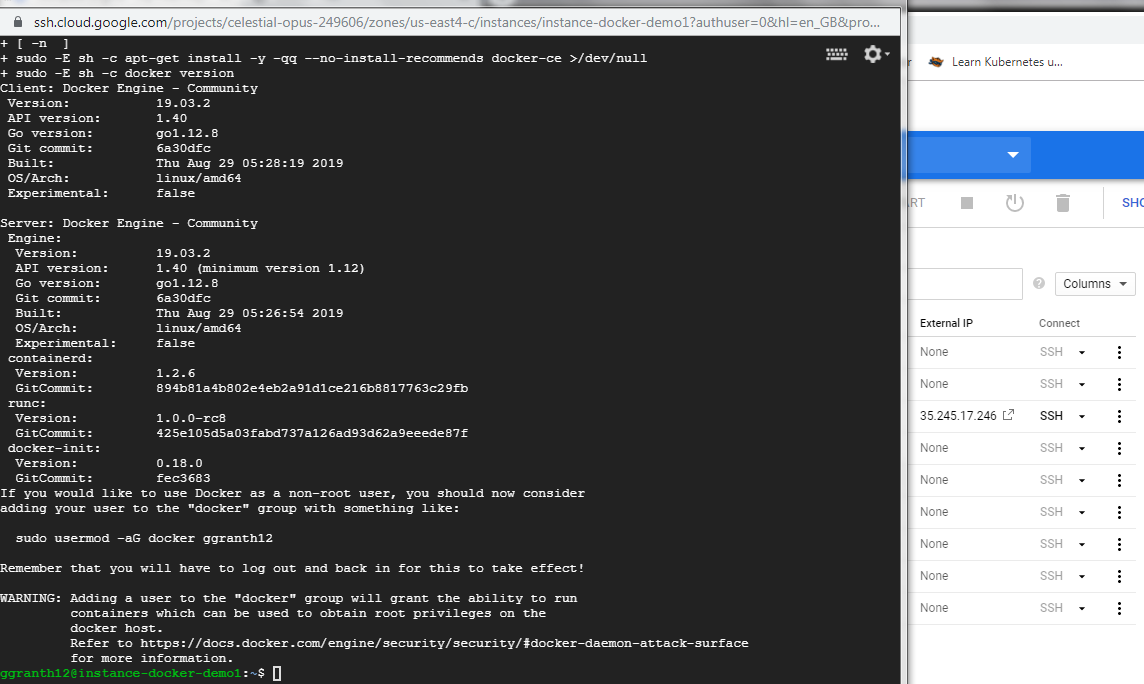 ssh.cloud.google.com/projects/celestial-opus-249606/zones/us-east4-c/instances/instance-docker-demo1?authuser=0&hl=en_GB&pro...
+ [ -n  ]
+ sudo -E sh -c apt-get install -y -qq --no-install-recommends docker-ce >/dev/null
+ sudo -E sh -c docker version
Client: Docker Engine - Community
 Version:           19.03.2
 API version:       1.40
 Go version:        go1.12.8
 Git commit:        6a30dfc
 Built:             Thu Aug 29 05:28:19 2019
 OS/Arch:           linux/amd64
 Experimental:      false
Server: Docker Engine - Community
 Engine:
  Version:          19.03.2
  API version:      1.40 (minimum version 1.12)
  Go version:       go1.12.8
  Git commit:       6a30dfc
  Built:            Thu Aug 29 05:26:54 2019
  OS/Arch:          linux/amd64
  Experimental:     false
 containerd:
  Version:          1.2.6
  GitCommit:        894b81a4b802e4eb2a91d1ce216b8817763c29fb
 runc:
  Version:          1.0.0-rc8
  GitCommit:        425e105d5a03fabd737a126ad93d62a9eeede87f
 docker-init:
  Version:          0.18.0
  GitCommit:        fec3683
If you would like to use Docker as a non-root user, you should now consider
adding your user to the "docker" group with something like:
  sudo usermod -aG docker ggranth12
Remember that you will have to log out and back in for this to take effect!
WARNING: Adding a user to the "docker" group will grant the ability to run
         containers which can be used to obtain root privileges on the
         docker host.
         Refer to https://docs.docker.com/engine/security/security/#docker-daemon-attack-surface
         for more information.
ggranth12@instance-docker-demo1:~$
r
Learn Kubernetes u...
ART
SHO
Columns
External IP Connect
None SSH
None SSH
35.245.17.246 SSH
None SSH
None SSH
None SSH
None SSH
None SSH
None SSH